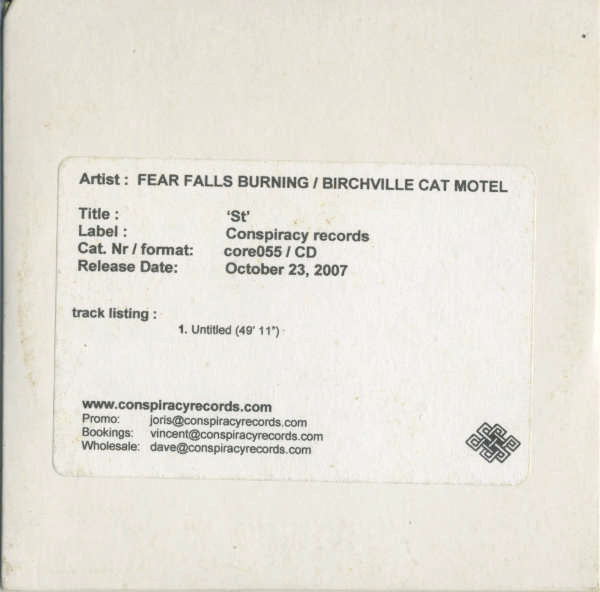 Artist : FEAR FALLS BURNING / BIRCHVILLE CAT MOTEL
Title : ‘St’
Label : Conspiracy records
Cat. Nr / format: core055 / CD
Release Date: October 23, 2007
track listing :
1. Untitled (49' 11")
www.conspiracyrecords.com
Promo: joris@conspiracyrecords.com
Bookings: vincent@conspiracyrecords.com
Wholesale: dave@conspiracyrecords.com